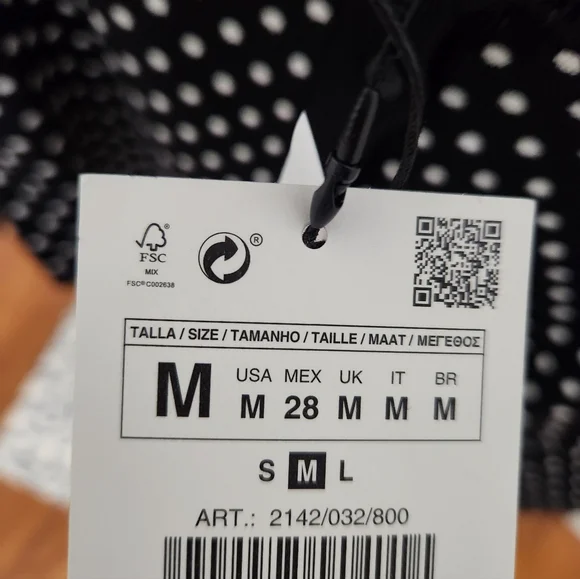 FSC®
MIX
FSC® C002638
®
TALLA / SIZE / TAMANHO / TAILLE / MAAT / ΜΕΓΕΘΟΣ
M
USA MEX UK IT BR
M 28 M M M
S M L
ART.: 2142/032/800